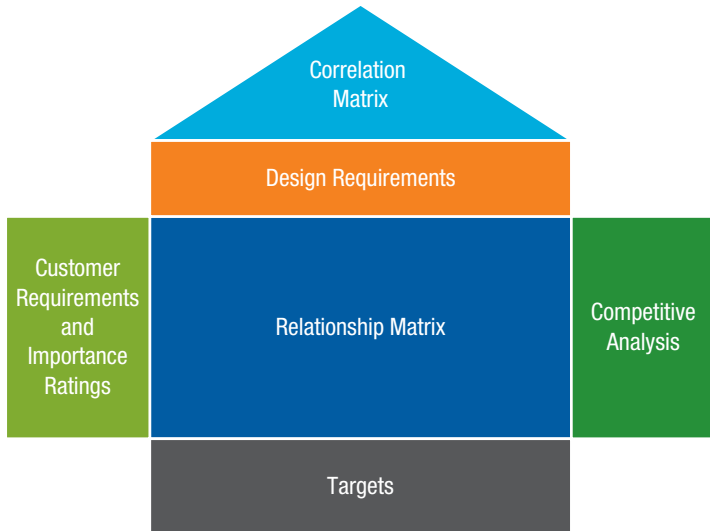 Correlation
Matrix
Design Requirements
Customer
Requirements
and
Importance
Ratings
Relationship Matrix
Competitive
Analysis
Targets